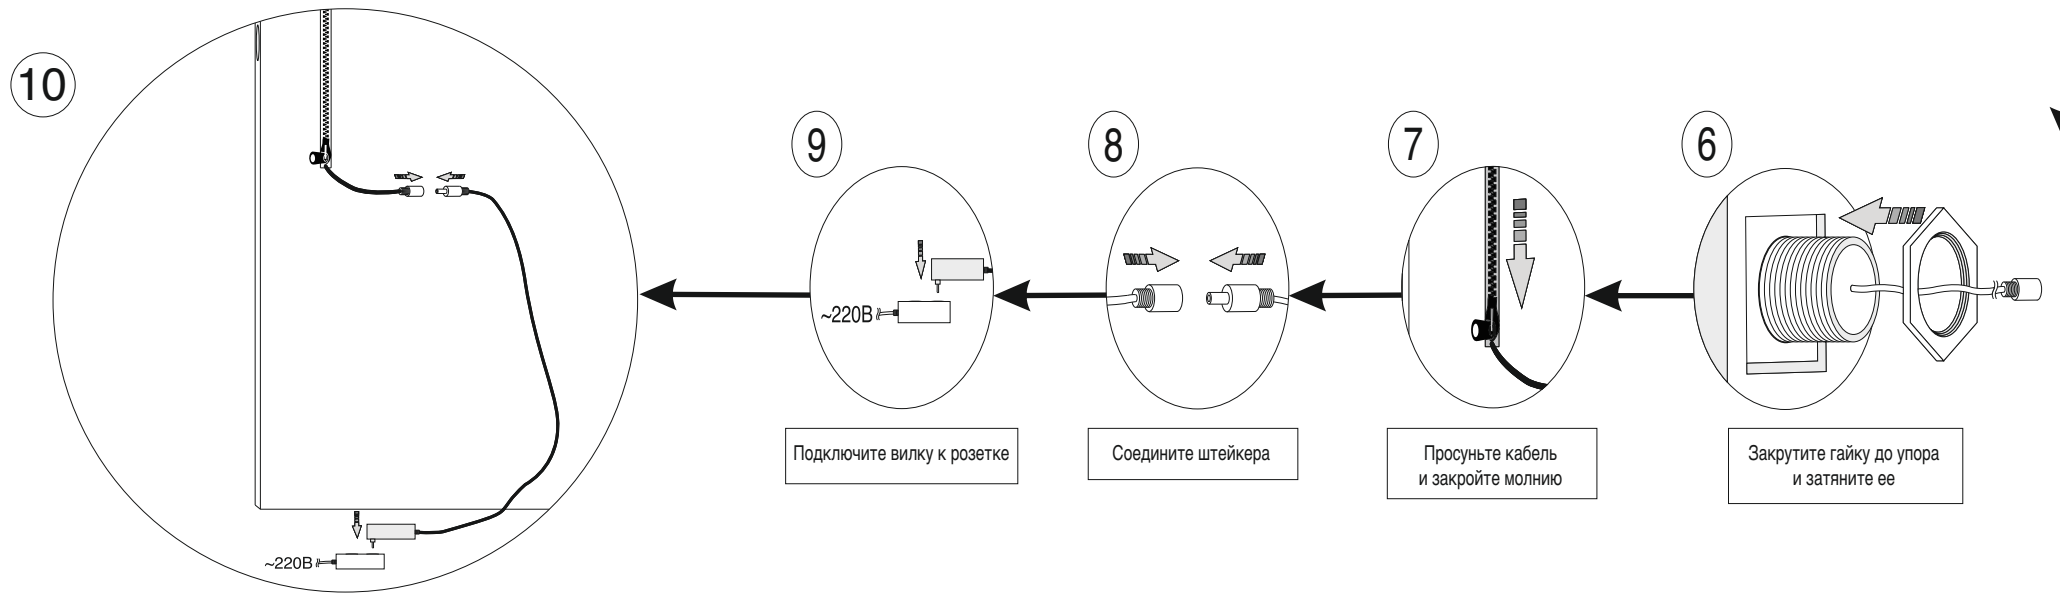 10
~220В
9
~220В
Подключите вилку к розетке
8
Соедините штейкера
7
Просуньте кабель
и закройте молнию
6
Закрутите гайку до упора
и затяните ее